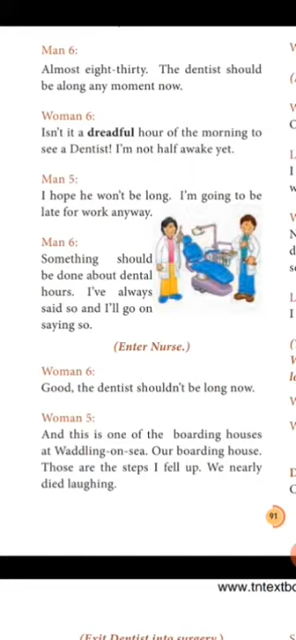 Man 6:
Almost eight-thirty. The dentist should
be along any moment now.
Woman 6:
Isn't it a dreadful hour of the morning to
see a Dentist! I'm not half awake yet.
Man 5:
I hope he won't be long. I'm going to be
late for work anyway.
Man 6:
Something should
be done about dental
hours. I've always
said so and I'll go on
saying so.
(Enter Nurse.)
Woman 6:
Good, the dentist shouldn't be long now.
Woman 5:
And this is one of the boarding houses
at Waddling-on-sea. Our boarding house.
Those are the steps I fell up. We nearly
died laughing.
91
(Exit Dentist into surgery.)